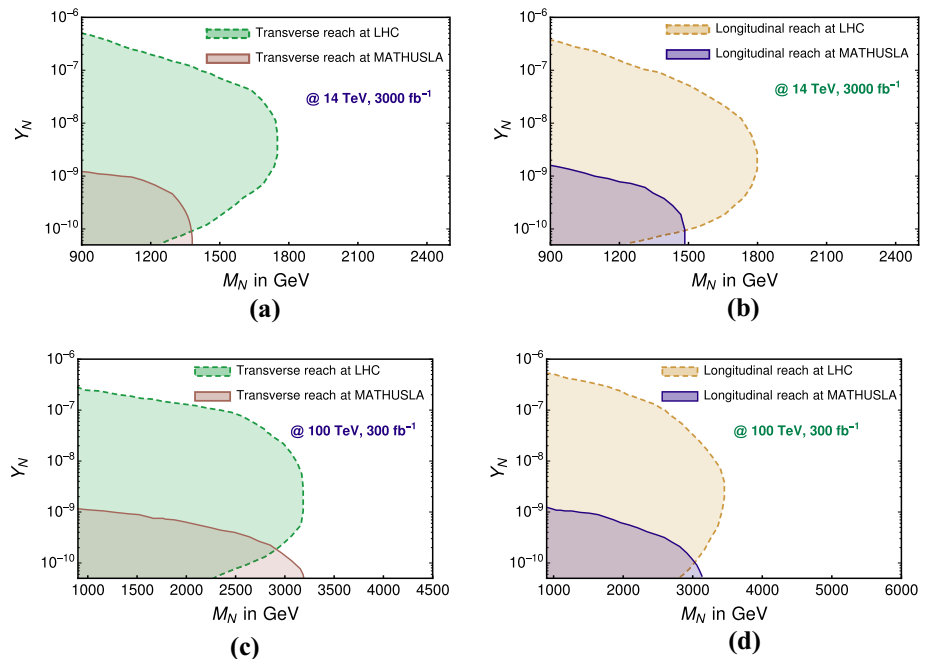 Transverse reach at LHC
Transverse reach at MATHUSLA
@ 14 TeV, 3000 fb⁻¹
Y_N
10⁻⁶
10⁻⁷
10⁻⁸
10⁻⁹
10⁻¹⁰
900 1200 1500 1800 2100 2400
M_N in GeV
(a)
Longitudinal reach at LHC
Longitudinal reach at MATHUSLA
@ 14 TeV, 3000 fb⁻¹
Y_N
10⁻⁶
10⁻⁷
10⁻⁸
10⁻⁹
10⁻¹⁰
900 1200 1500 1800 2100 2400
M_N in GeV
(b)
Transverse reach at LHC
Transverse reach at MATHUSLA
@ 100 TeV, 300 fb⁻¹
Y_N
10⁻⁶
10⁻⁷
10⁻⁸
10⁻⁹
10⁻¹⁰
1000 1500 2000 2500 3000 3500 4000 4500
M_N in GeV
(c)
Longitudinal reach at LHC
Longitudinal reach at MATHUSLA
@ 100 TeV, 300 fb⁻¹
Y_N
10⁻⁶
10⁻⁷
10⁻⁸
10⁻⁹
10⁻¹⁰
900 2000 3000 4000 5000 6000
M_N in GeV
(d)